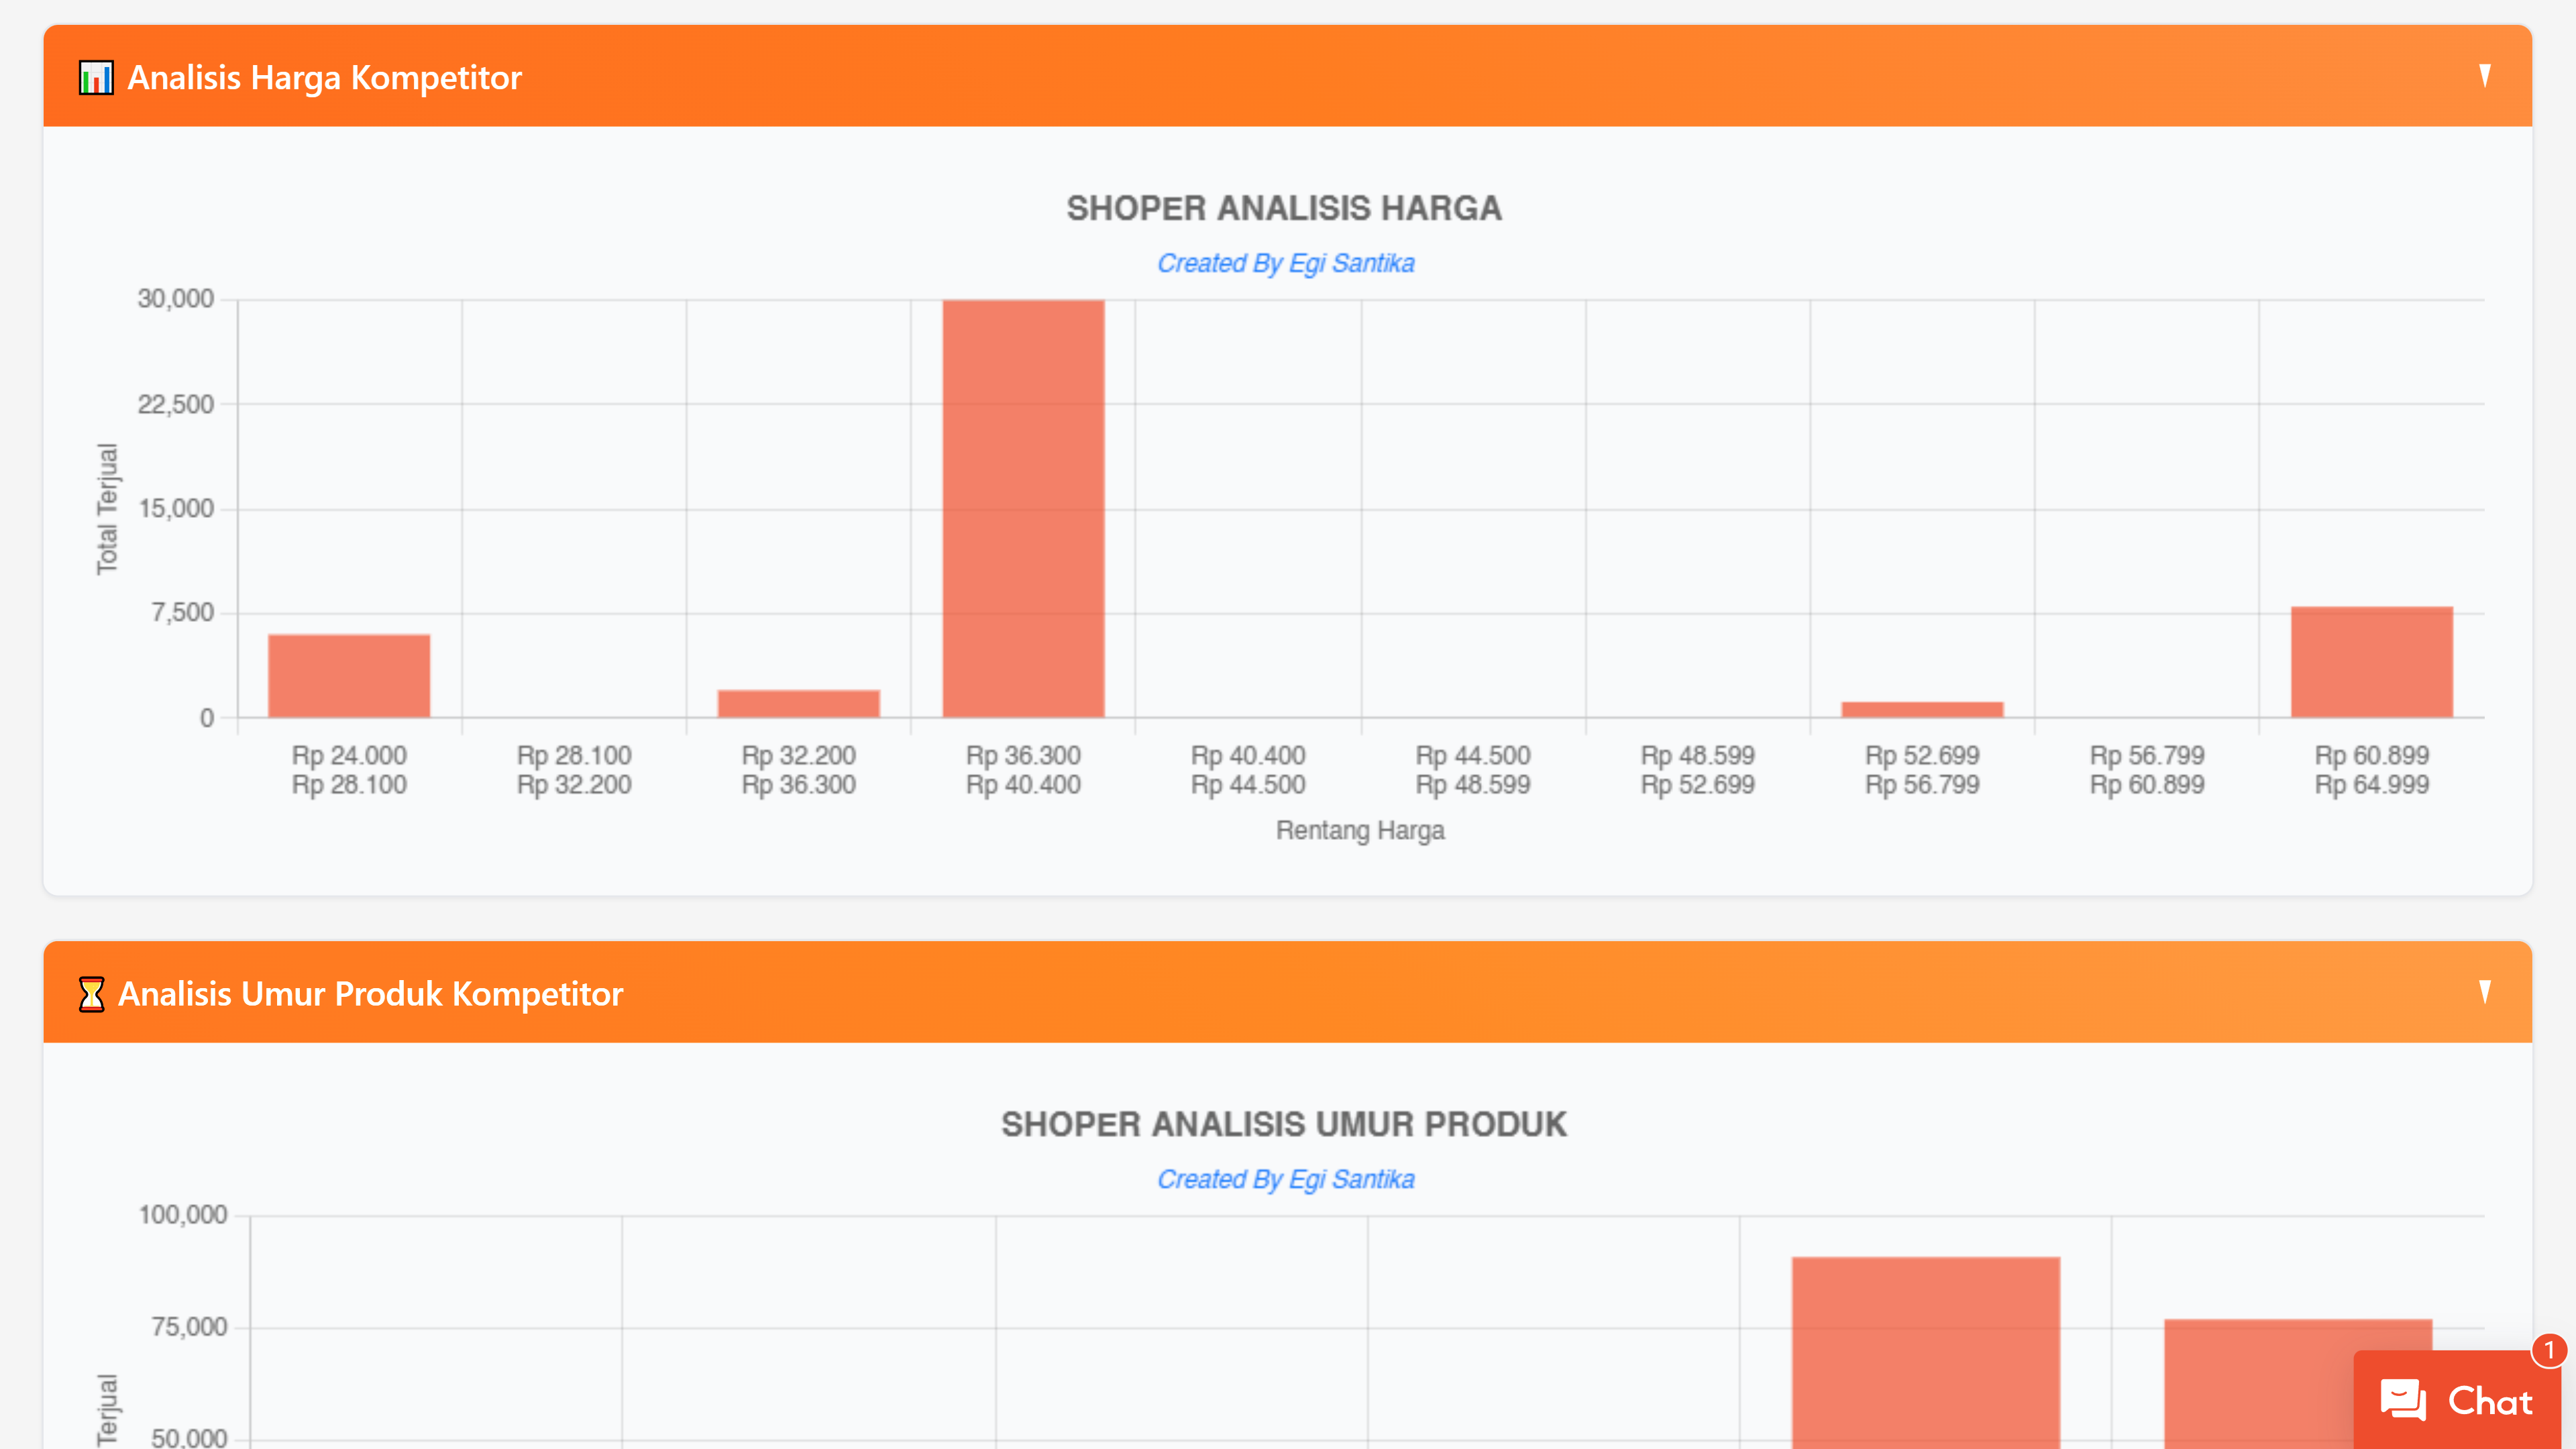 Analisis Harga Kompetitor
SHOPER ANALISIS HARGA
Created By Egi Santika
30,000
22,500
15,000
7,500
0
Total Terjual
Rp 24.000 Rp 28.100 Rp 32.200 Rp 36.300 Rp 40.400 Rp 44.500 Rp 48.599 Rp 52.699 Rp 56.799 Rp 60.899
Rp 28.100 Rp 32.200 Rp 36.300 Rp 40.400 Rp 44.500 Rp 48.599 Rp 52.699 Rp 56.799 Rp 60.899 Rp 64.999
Rentang Harga
Analisis Umur Produk Kompetitor
SHOPER ANALISIS UMUR PRODUK
Created By Egi Santika
100,000
75,000
50,000
Terjual
1
Chat